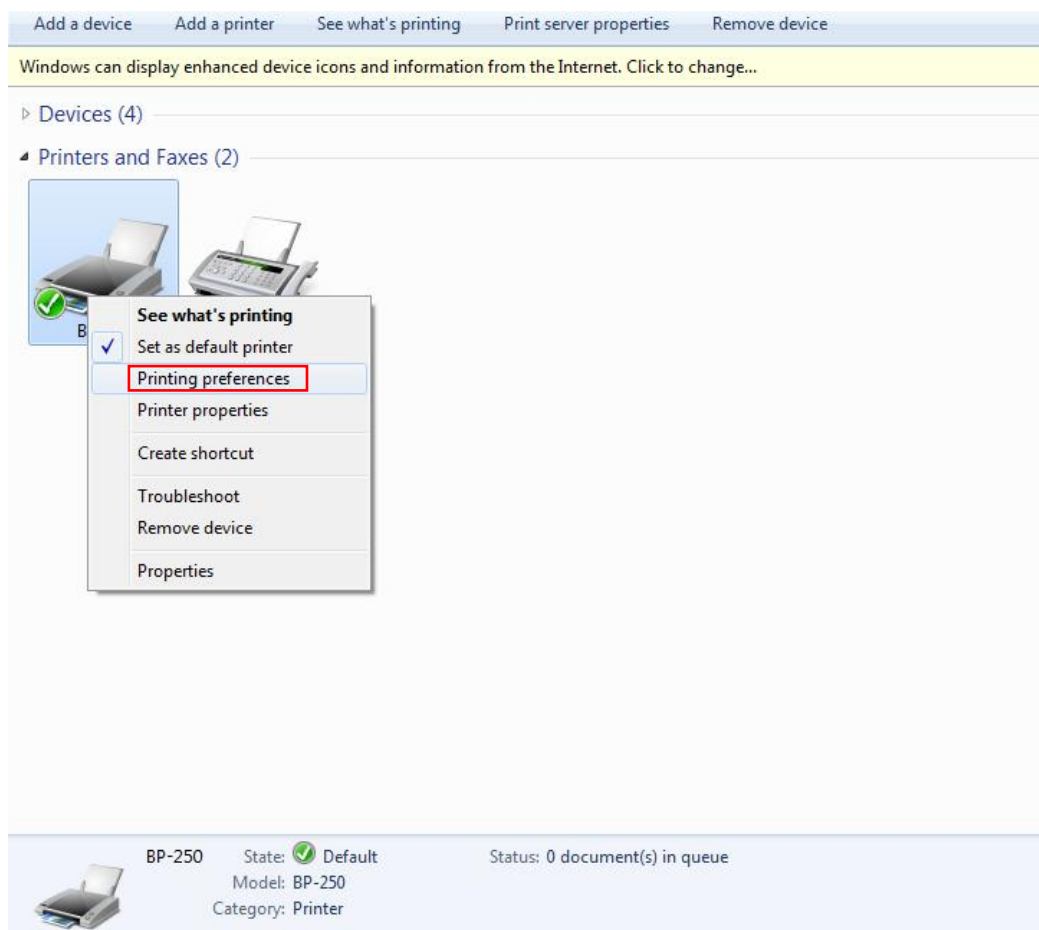 Add a device Add a printer See what's printing Print server properties Remove device
Windows can display enhanced device icons and information from the Internet. Click to change...
Devices (4)
Printers and Faxes (2)
B
See what's printing
Set as default printer
Printing preferences
Printer properties
Create shortcut
Troubleshoot
Remove device
Properties
BP-250 State: Default Status: 0 document(s) in queue
Model: BP-250
Category: Printer